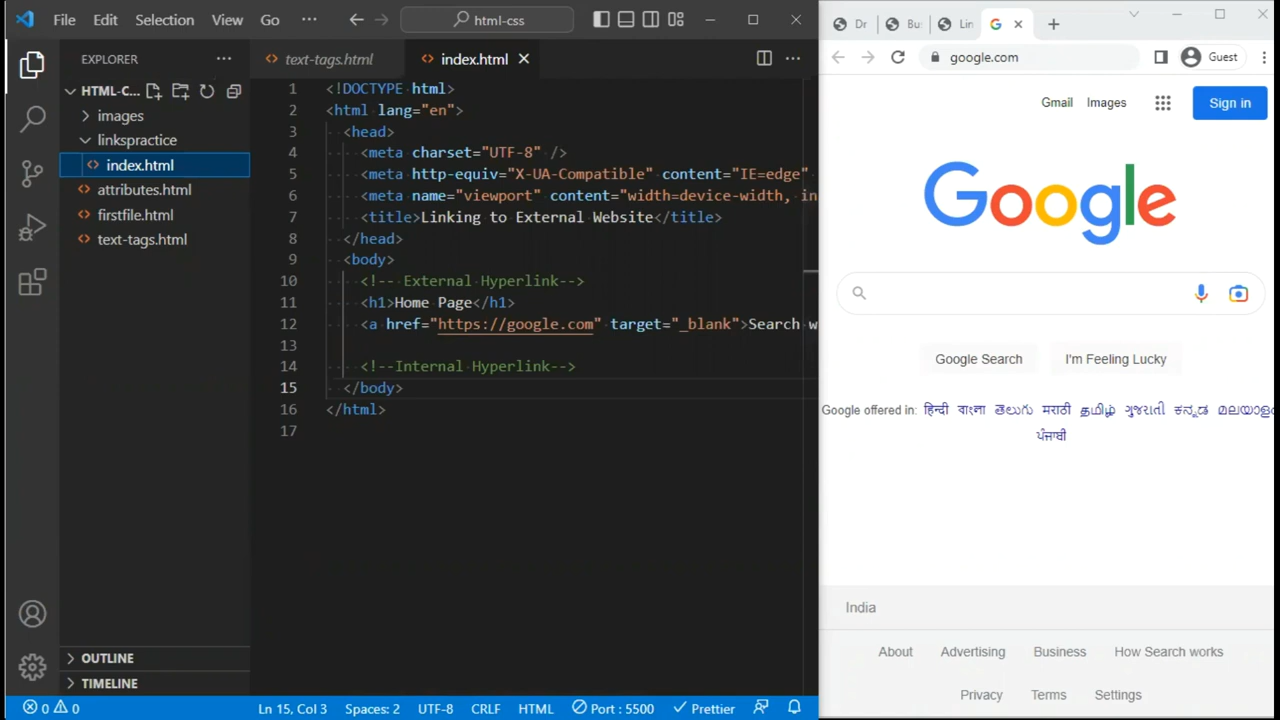 File Edit Selection View Go ··· html-css
EXPLORER ···
HTML-C...
images
linkspractice
index.html
attributes.html
firstfile.html
text-tags.html
OUTLINE
TIMELINE
text-tags.html index.html
1 <!DOCTYPE html>
2 <html lang="en">
3 <head>
4 <meta charset="UTF-8" />
5 <meta http-equiv="X-UA-Compatible" content="IE=edge"
6 <meta name="viewport" content="width=device-width, in
7 <title>Linking to External Website</title>
8 </head>
9 <body>
10 <!-- External Hyperlink-->
11 <h1>Home Page</h1>
12 <a href="https://google.com" target="_blank">Search w
13
14 <!--Internal Hyperlink-->
15 </body>
16 </html>
17
0 0 Ln 15, Col 3 Spaces: 2 UTF-8 CRLF HTML Port : 5500 Prettier
Dr Bu Lin G
google.com Guest
Gmail Images Sign in
Google
Google Search I'm Feeling Lucky
Google offered in: हिन्दी বাংলা తెలుగు मराठी தமிழ் ગુજરાતી ಕನ್ನಡ മലയാളം
ਪੰਜਾਬੀ
India
About Advertising Business How Search works
Privacy Terms Settings